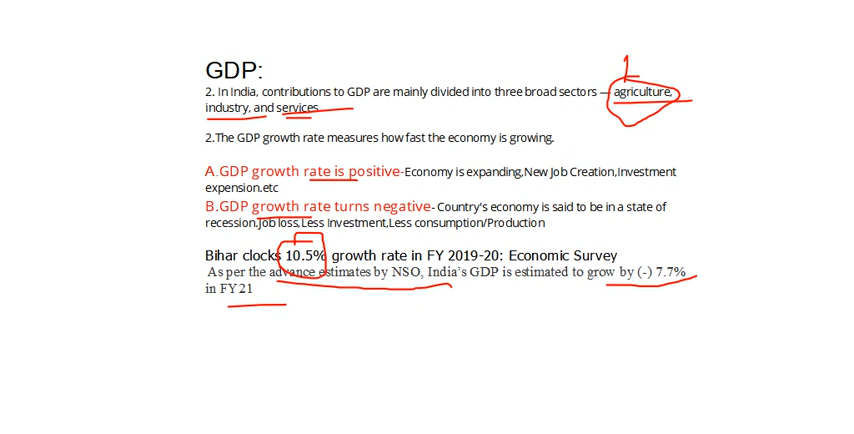 GDP:
2. In India, contributions to GDP are mainly divided into three broad sectors — agriculture,
industry, and services
2.The GDP growth rate measures how fast the economy is growing.
A.GDP growth rate is positive-Economy is expanding,New Job Creation,Investment
expension.etc
B.GDP growth rate turns negative- Country's economy is said to be in a state of
recession.Job loss,Less Investment,Less consumption/Production
Bihar clocks 10.5% growth rate in FY 2019-20: Economic Survey
As per the advance estimates by NSO, India's GDP is estimated to grow by (-) 7.7%
in FY21